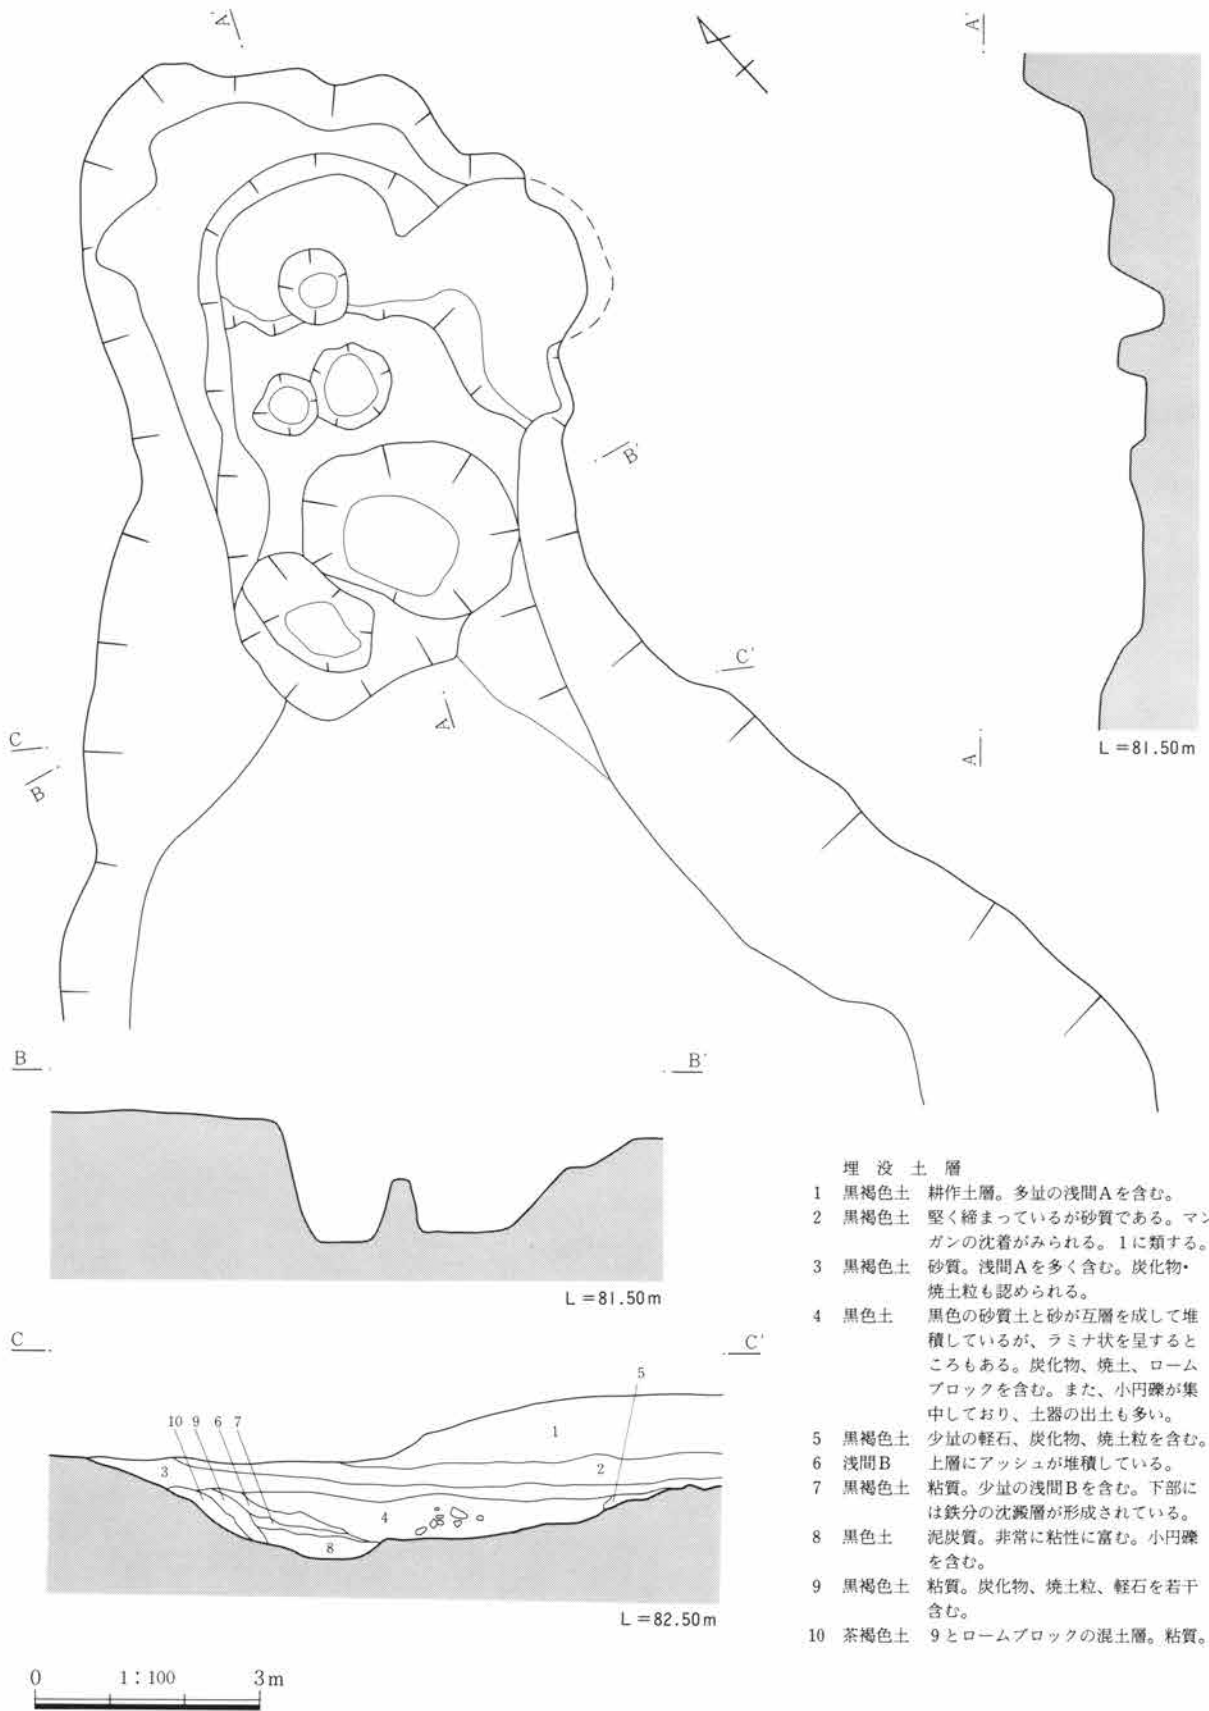 A'
A'
B'
C'
A
C
B
A
L=81.50m
B
B'
L=81.50m
C
C'
5
10 9 6 7
1
3
2
4
8
L=82.50m
0 1:100 3m
埋没土層
1 黒褐色土 耕作土層。多量の浅間Aを含む。
2 黒褐色土 堅く締まっているが砂質である。マン
ガンの沈着がみられる。1に類する。
3 黒褐色土 砂質。浅間Aを多く含む。炭化物・
焼土粒も認められる。
4 黒色土 黒色の砂質土と砂が互層を成して堆
積しているが、ラミナ状を呈すると
ころもある。炭化物、焼土、ローム
ブロックを含む。また、小円礫が集
中しており、土器の出土も多い。
5 黒褐色土 少量の軽石、炭化物、焼土粒を含む。
6 浅間B 上層にアッシュが堆積している。
7 黒褐色土 粘質。少量の浅間Bを含む。下部に
は鉄分の沈澱層が形成されている。
8 黒色土 泥炭質。非常に粘性に富む。小円礫
を含む。
9 黒褐色土 粘質。炭化物、焼土粒、軽石を若干
含む。
10 茶褐色土 9とロームブロックの混土層。粘質。